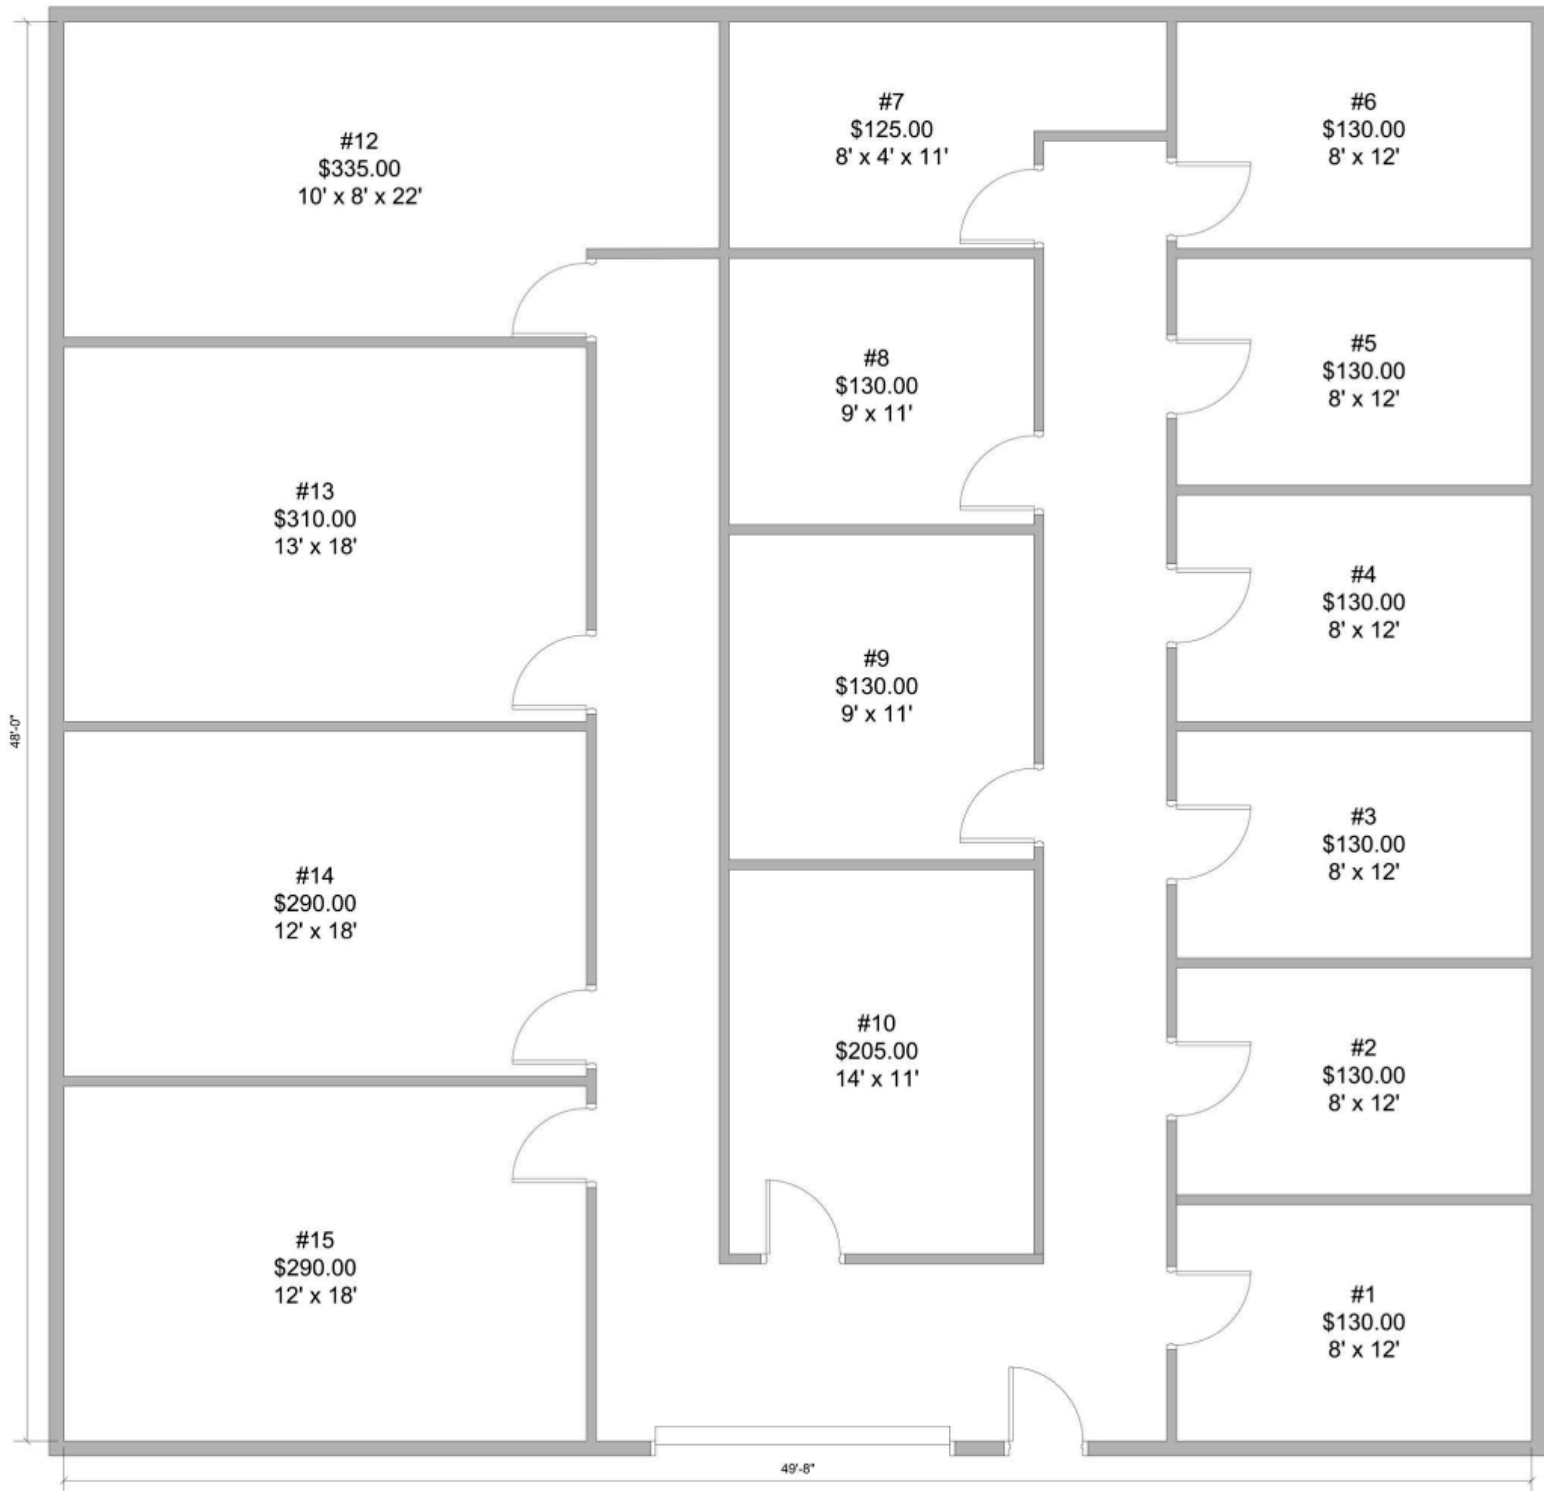 #12
$335.00
10' x 8' x 22'
#7
$125.00
8' x 4' x 11'
#6
$130.00
8' x 12'
#8
$130.00
9' x 11'
#5
$130.00
8' x 12'
#13
$310.00
13' x 18'
#4
$130.00
8' x 12'
#9
$130.00
9' x 11'
48'-0"
#3
$130.00
8' x 12'
#14
$290.00
12' x 18'
#10
$205.00
14' x 11'
#2
$130.00
8' x 12'
#15
$290.00
12' x 18'
#1
$130.00
8' x 12'
49'-8"